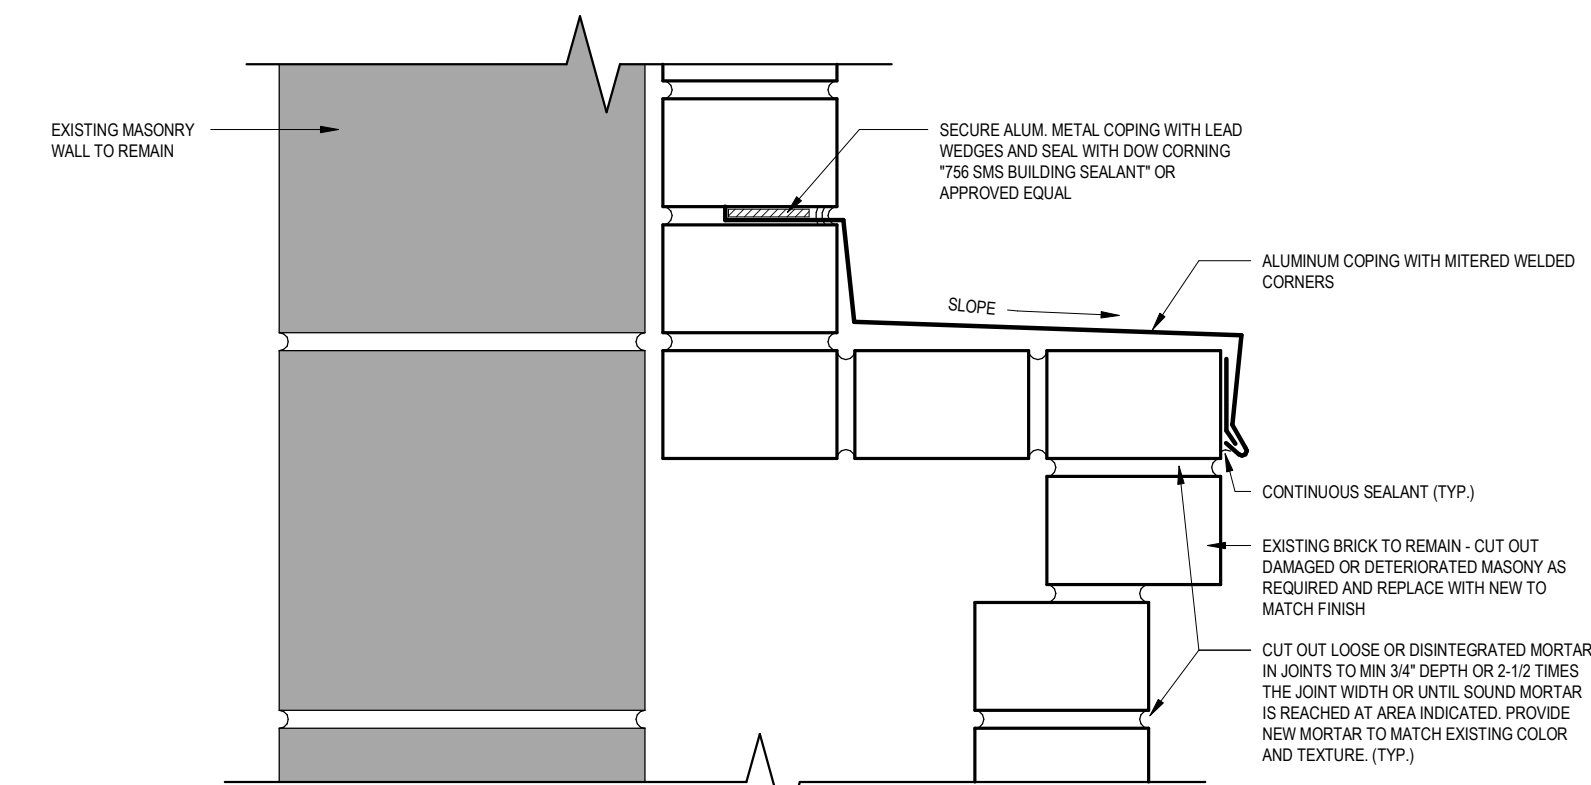 EXISTING MASONRY
WALL TO REMAIN
SECURE ALUM. METAL COPING WITH LEAD
WEDGES AND SEAL WITH DOW CORNING
"756 SMS BUILDING SEALANT" OR
APPROVED EQUAL
ALUMINUM COPING WITH MITERED WELDED
CORNERS
SLOPE
CONTINUOUS SEALANT (TYP.)
EXISTING BRICK TO REMAIN - CUT OUT
DAMAGED OR DETERIORATED MASONY AS
REQUIRED AND REPLACE WITH NEW TO
MATCH FINISH
CUT OUT LOOSE OR DISINTEGRATED MORTAR
IN JOINTS TO MIN 3/4" DEPTH OR 2-1/2 TIMES
THE JOINT WIDTH OR UNTIL SOUND MORTAR
IS REACHED AT AREA INDICATED. PROVIDE
NEW MORTAR TO MATCH EXISTING COLOR
AND TEXTURE. (TYP.)